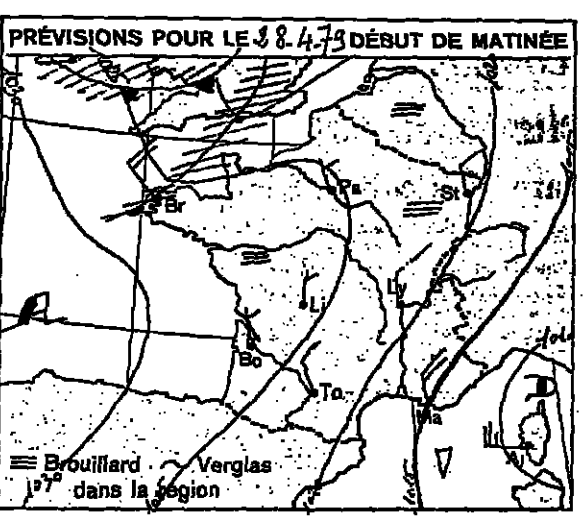 PRÉVISIONS POUR LE 28.4.79 DÉBUT DE MATINÉE
Pa
St
Br
Li
Ly
A
Bo
To
Ma
D
Aj
Brouillard Verglas
dans la région